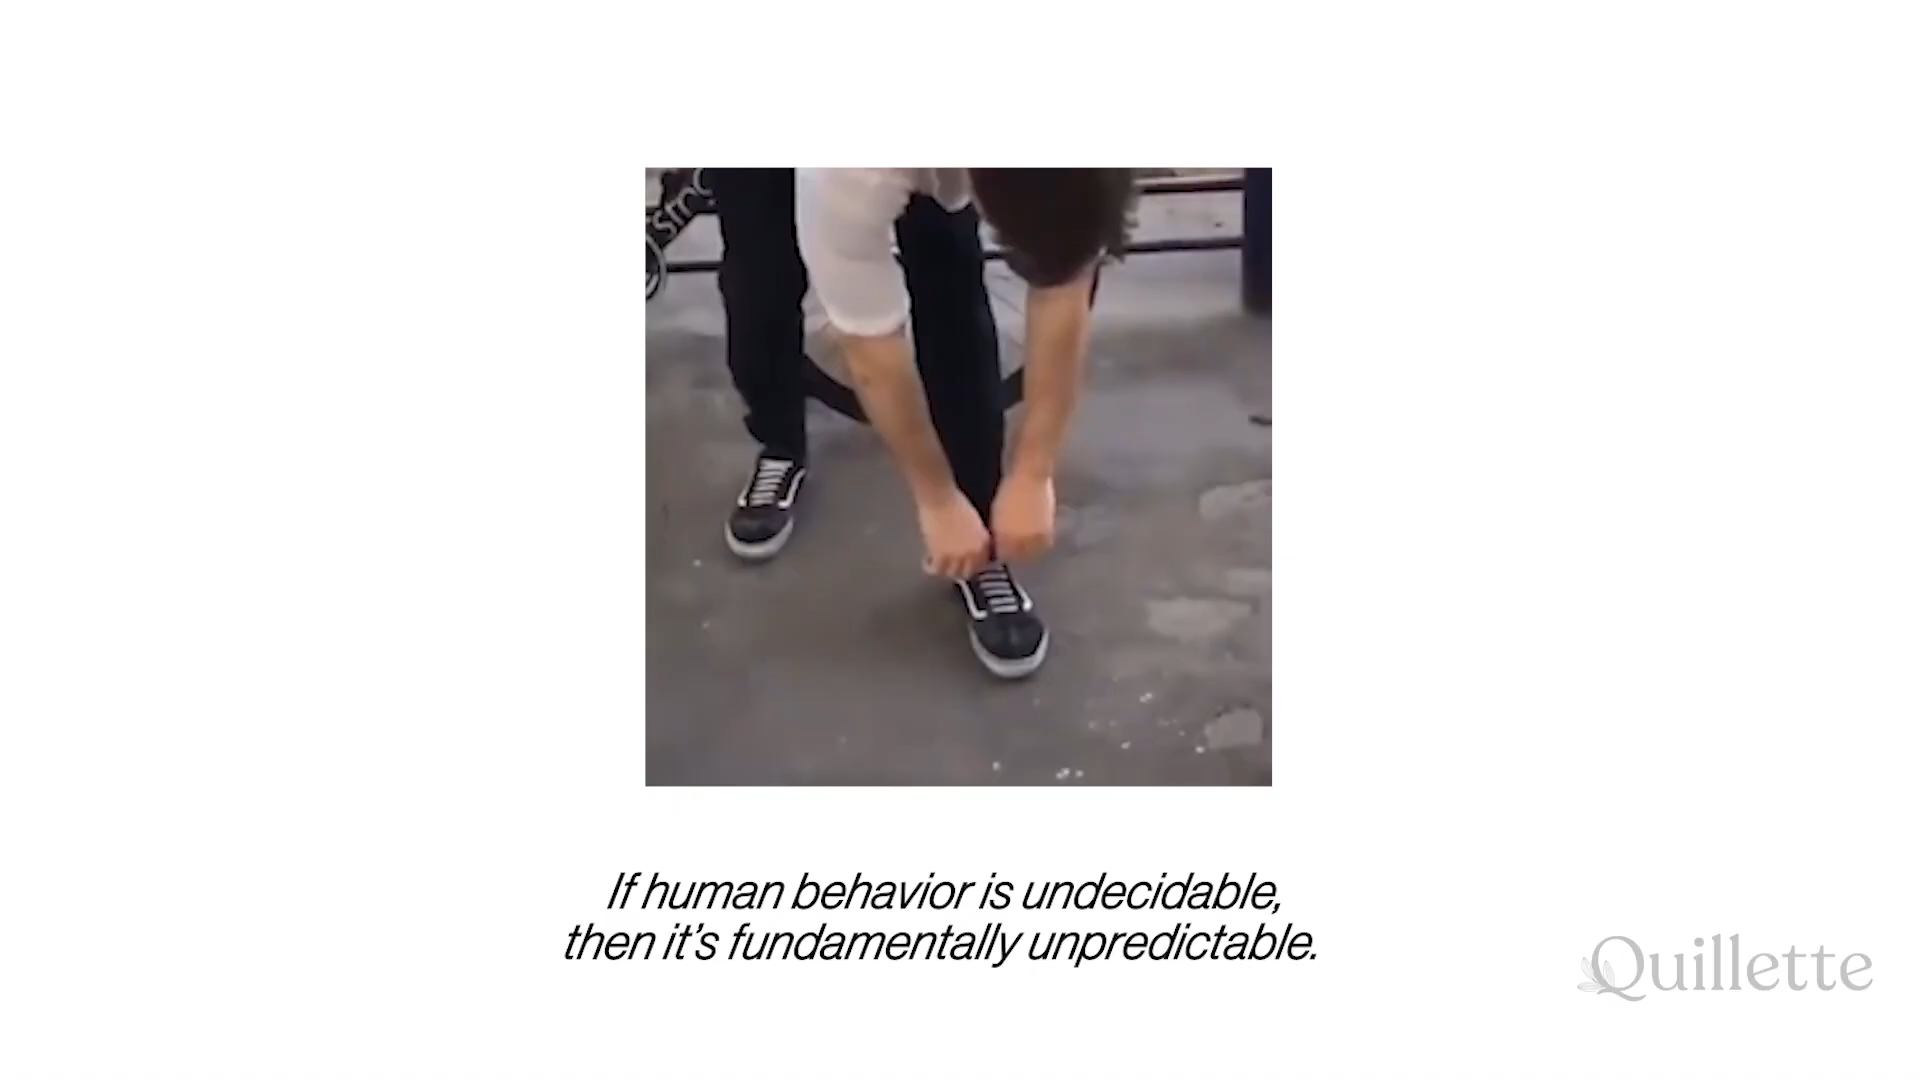 If human behavior is undecidable,
then it's fundamentally unpredictable.
Quillette